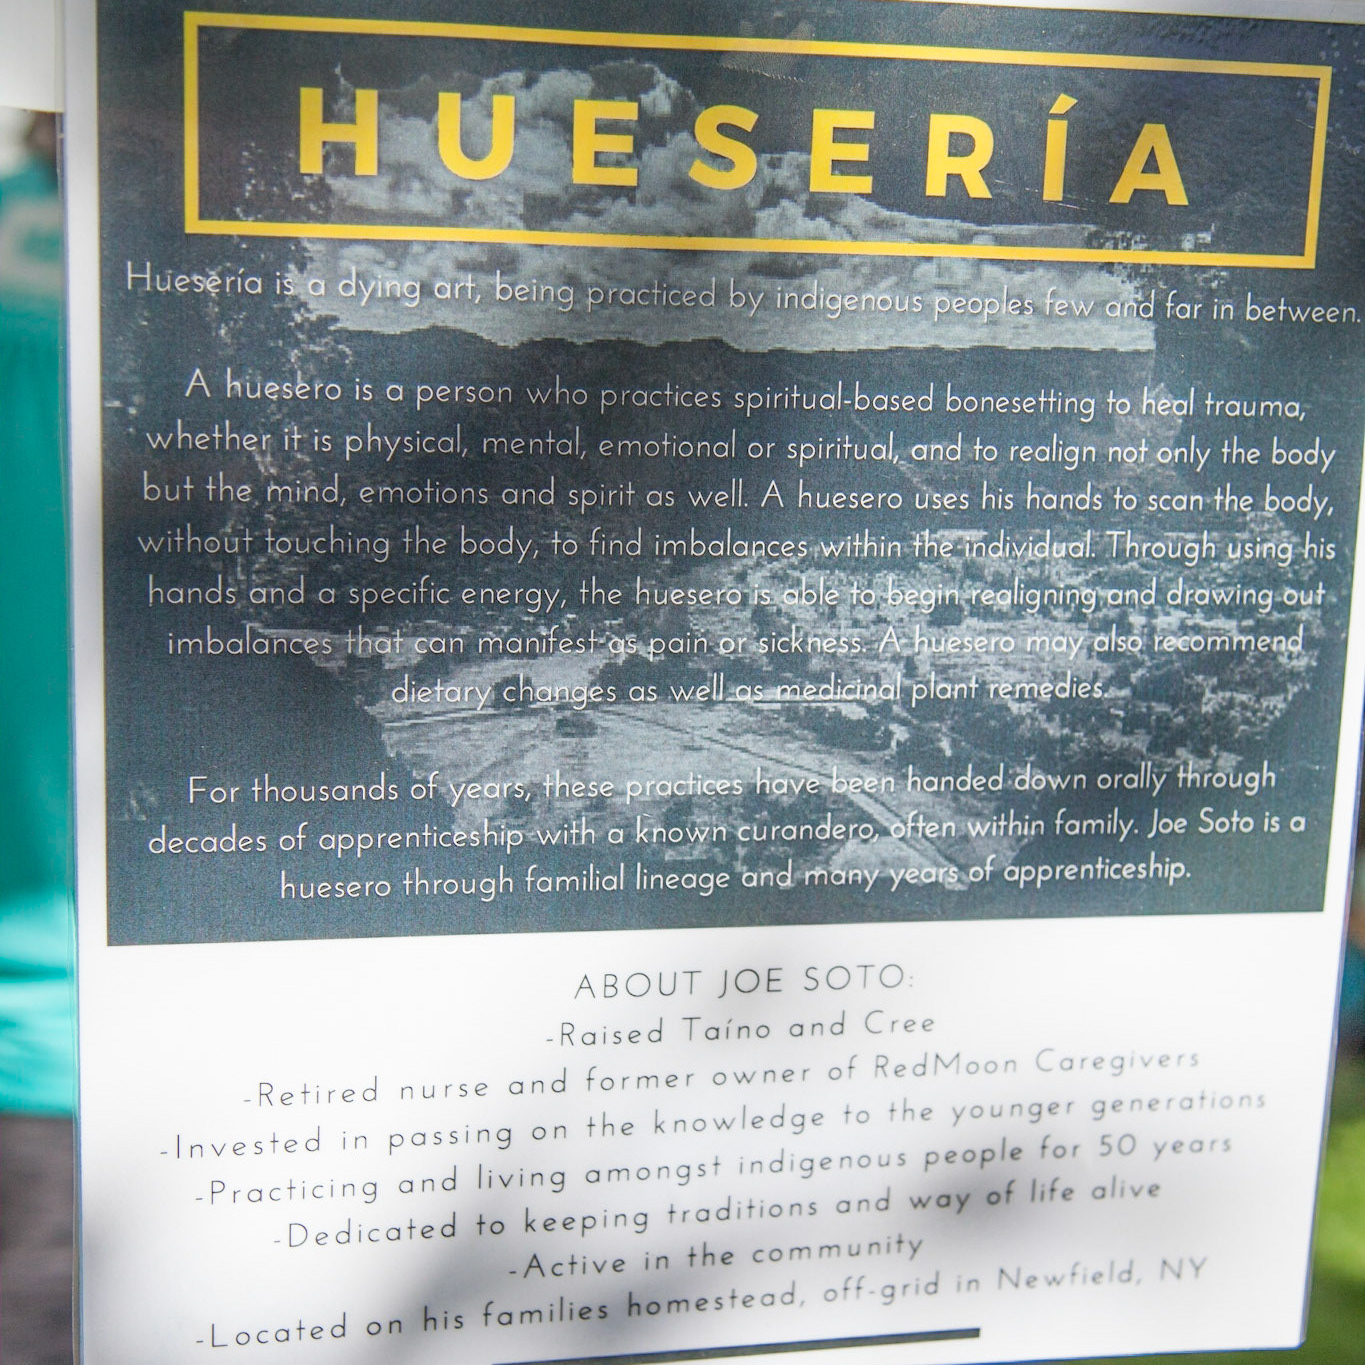 HUESERÍA
Huesería is a dying art, being practiced by indigenous peoples few and far in between.
A huesero is a person who practices spiritual-based bonesetting to heal trauma,
whether it is physical, mental, emotional or spiritual, and to realign not only the body
but the mind, emotions and spirit as well. A huesero uses his hands to scan the body,
without touching the body, to find imbalances within the individual. Through using his
hands and a specific energy, the huesero is able to begin realigning and drawing out
imbalances that can manifest as pain or sickness. A huesero may also recommend
dietary changes as well as medicinal plant remedies.
For thousands of years, these practices have been handed down orally through
decades of apprenticeship with a known curandero, often within family. Joe Soto is a
huesero through familial lineage and many years of apprenticeship.
ABOUT JOE SOTO:
-Raised Taíno and Cree
-Retired nurse and former owner of RedMoon Caregivers
-Invested in passing on the knowledge to the younger generations
-Practicing and living amongst indigenous people for 50 years
-Dedicated to keeping traditions and way of life alive
-Active in the community
-Located on his families homestead, off-grid in Newfield, NY